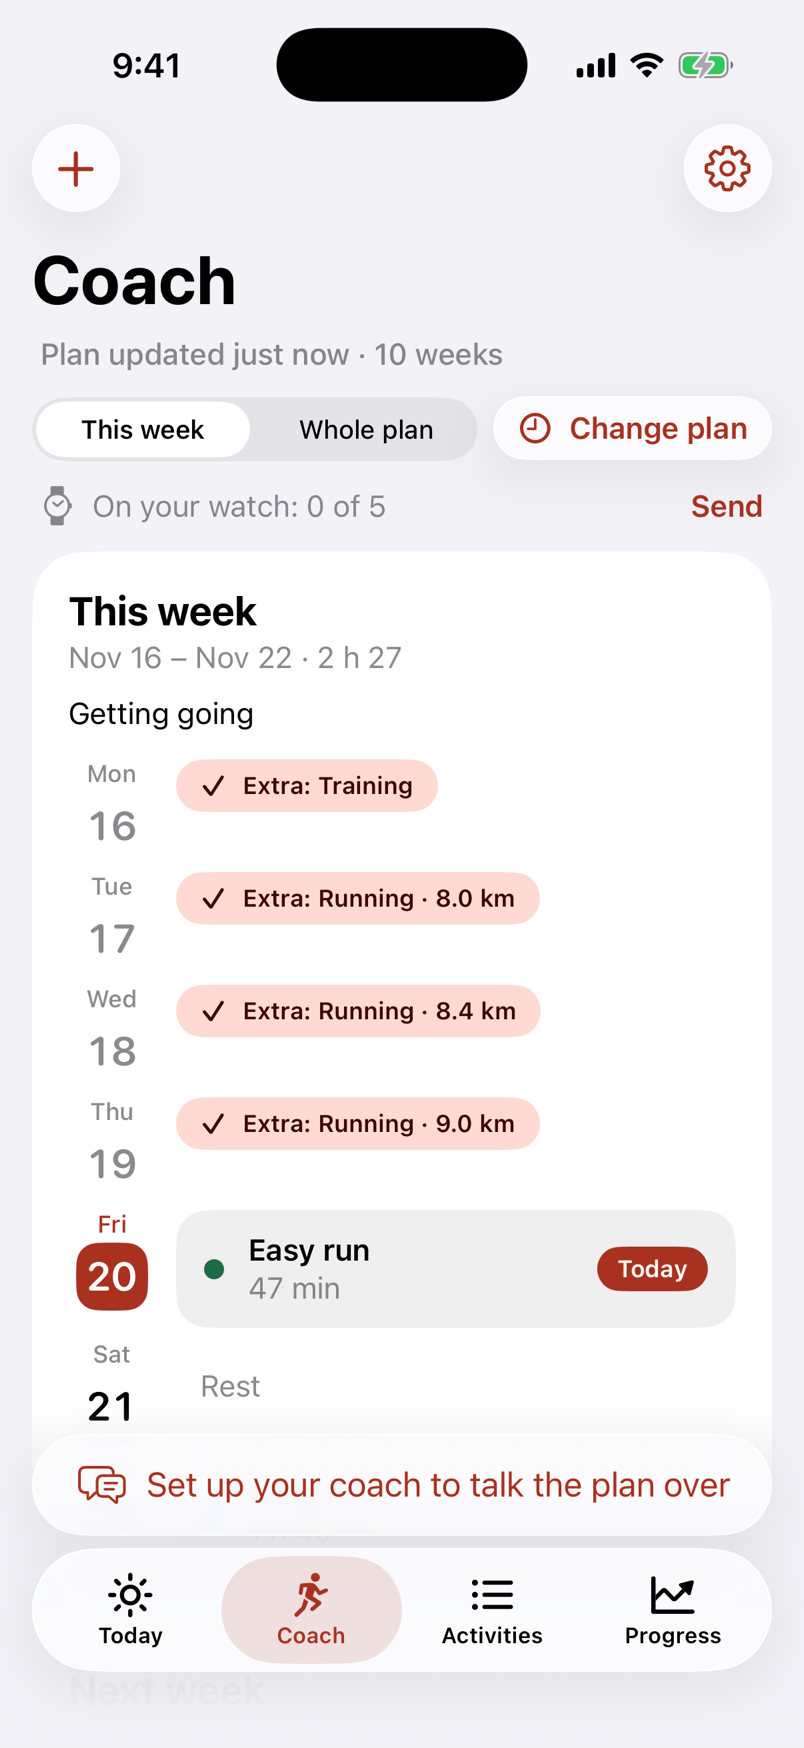 9:41
Coach
Plan updated just now · 10 weeks
This week
Whole plan
Change plan
On your watch: 0 of 5
Send
This week
Nov 16 – Nov 22 · 2 h 27
Getting going
Mon
16
Extra: Training
Tue
17
Extra: Running · 8.0 km
Wed
18
Extra: Running · 8.4 km
Thu
19
Extra: Running · 9.0 km
Fri
20
Easy run
47 min
Today
Sat
21
Rest
Set up your coach to talk the plan over
Today
Coach
Activities
Progress
Next week